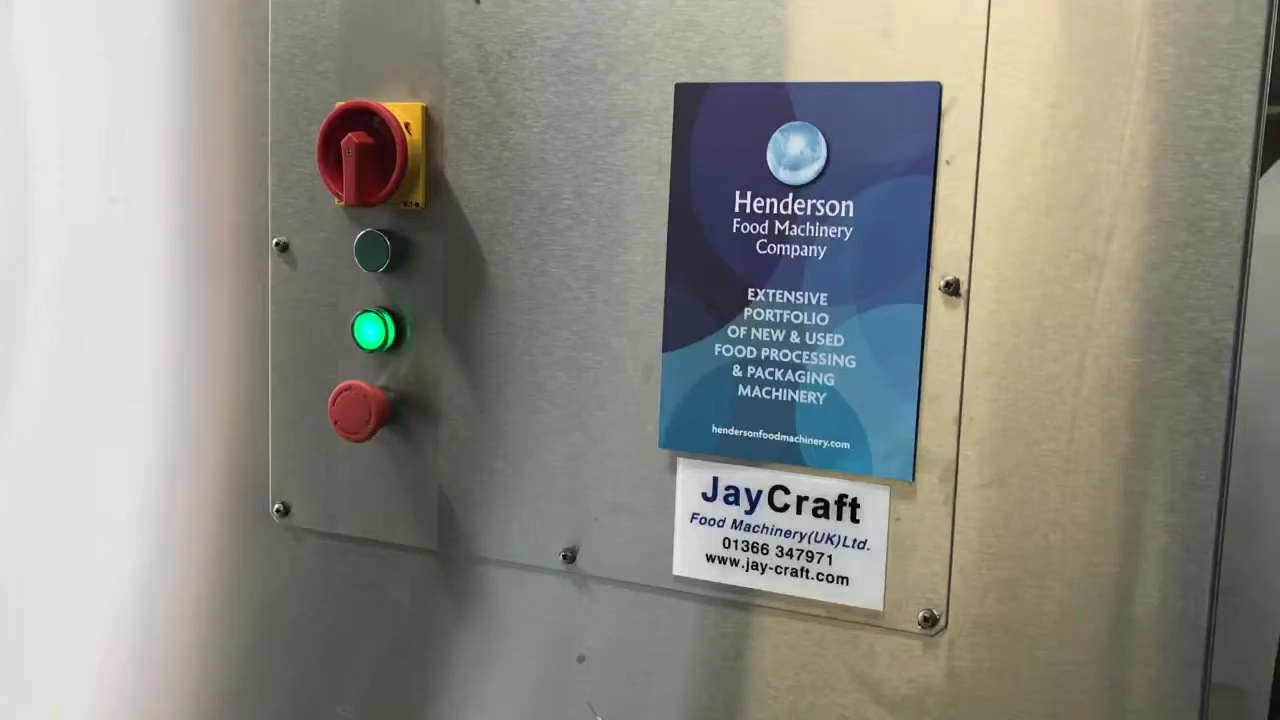 Henderson
Food Machinery
Company
EXTENSIVE
PORTFOLIO
OF NEW & USED
FOOD PROCESSING
& PACKAGING
MACHINERY
hendersonfoodmachinery.com
JayCraft
Food Machinery(UK)Ltd.
01366 347971
www.jay-craft.com